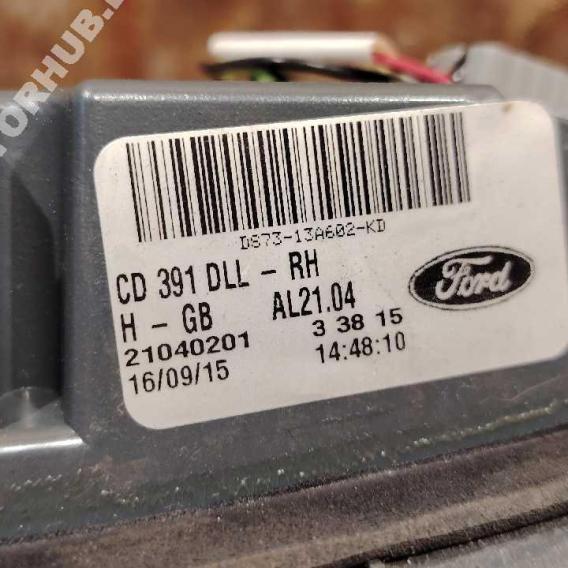 TORHUB.
DS73-13A602-KD
CD 391 DLL - RH
H - GB AL21.04
Ford
21040201 3 38 15
16/09/15 14:48:10